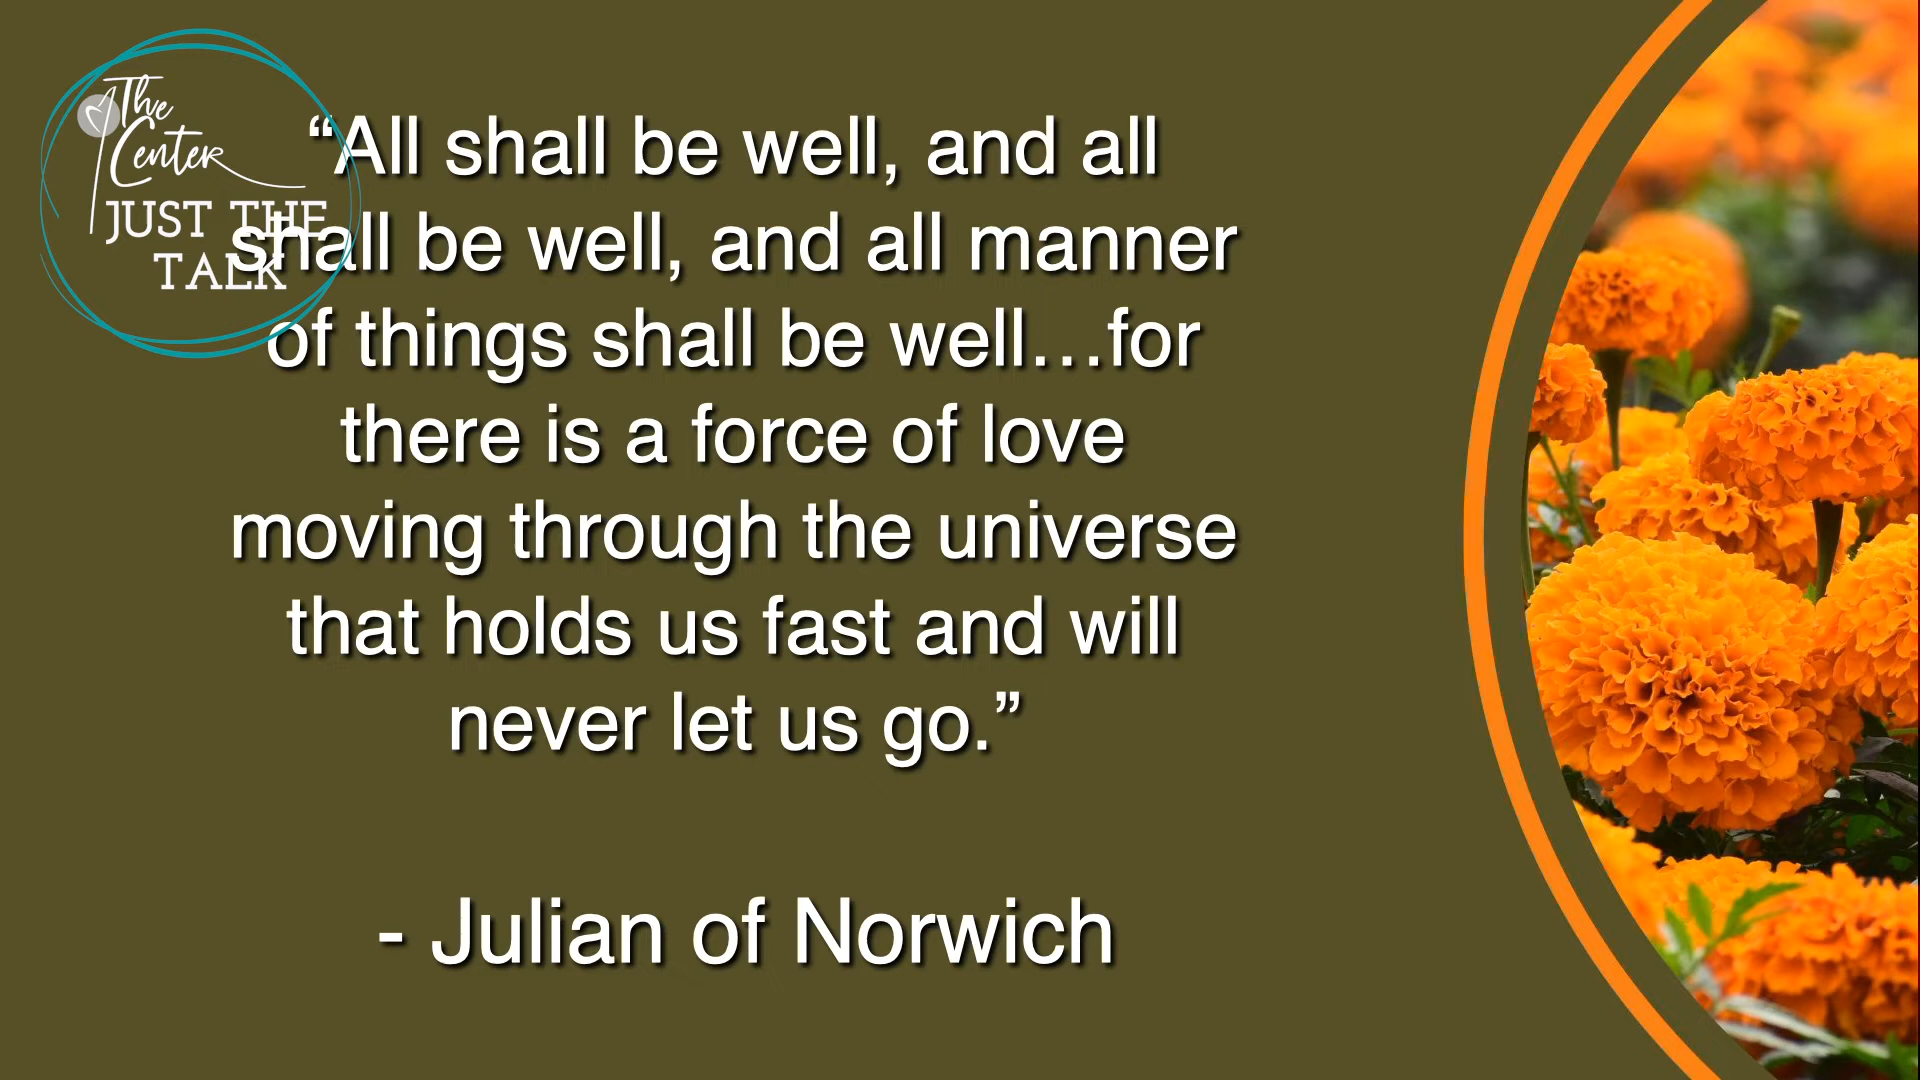 The
Center
JUST THE
TALK
“All shall be well, and all
shall be well, and all manner
of things shall be well…for
there is a force of love
moving through the universe
that holds us fast and will
never let us go.”
- Julian of Norwich